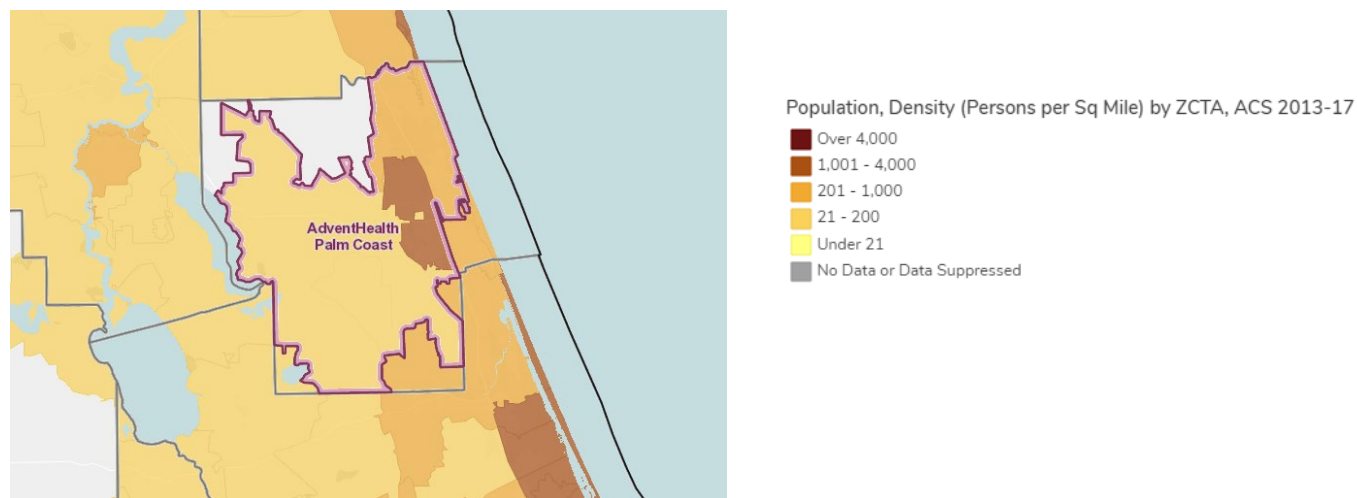 AdventHealth
Palm Coast
Population, Density (Persons per Sq Mile) by ZCTA, ACS 2013-17
Over 4,000
1,001 - 4,000
201 - 1,000
21 - 200
Under 21
No Data or Data Suppressed